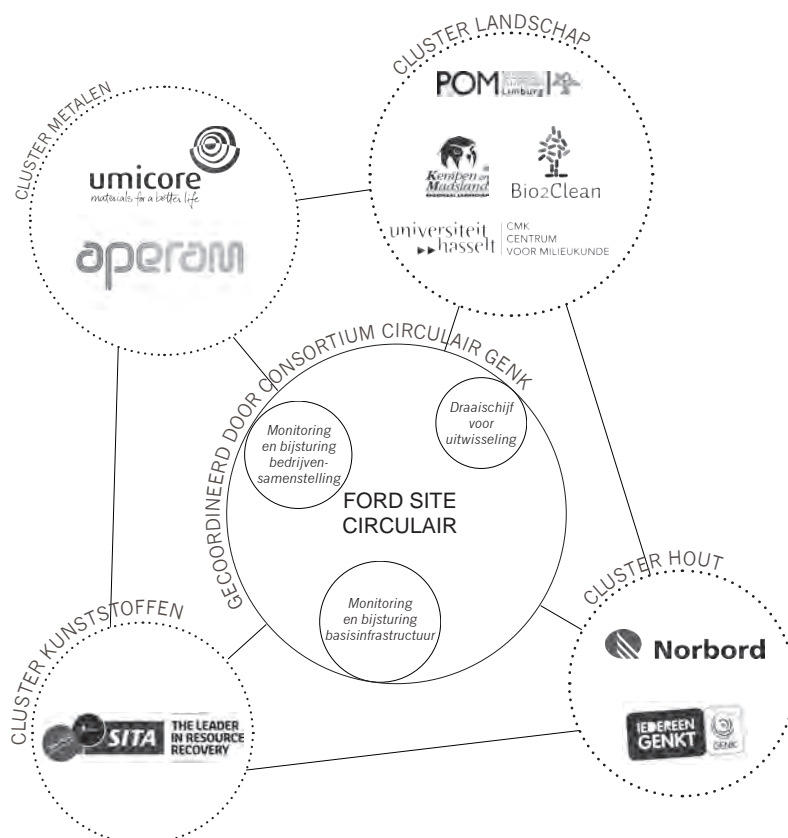 CLUSTER LANDSCHAP
POM
Limburg
Kempen en
Maasland
Bio2Clean
universiteit
hasselt
CMK
CENTRUM
VOOR MILIEUKUNDE
CLUSTER METALEN
umicore
materials for a better life
aperam
GECOORDINEERD DOOR CONSORTIUM CIRCULAIR GENK
Monitoring
en bijsturing
bedrijven-
samenstelling
Draaischijf
voor
uitwisseling
FORD SITE
CIRCULAIR
Monitoring
en bijsturing
basisinfrastructuur
CLUSTER KUNSTSTOFFEN
SITA
THE LEADER
IN RESOURCE
RECOVERY
CLUSTER HOUT
Norbord
IEDEREEN
GENKT
GENK